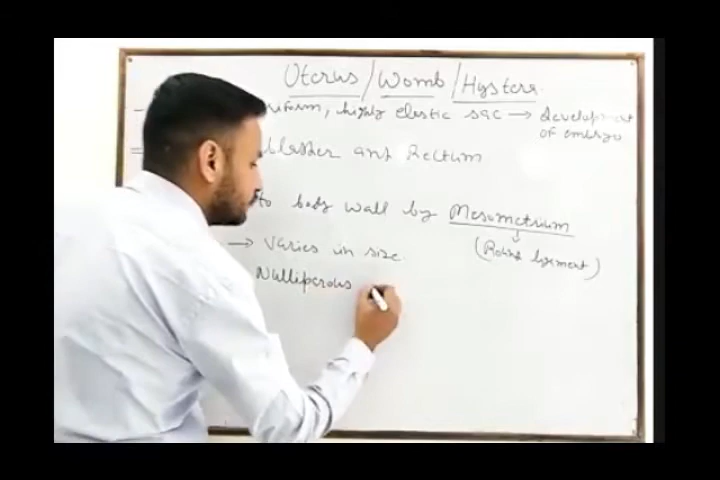 Uterus / Womb / Hystera
riform, highly elastic sac → development of embryo
bladder and Rectum
to body wall by Mesometrium
(Round ligament)
→ varies in size.
Nulliparous